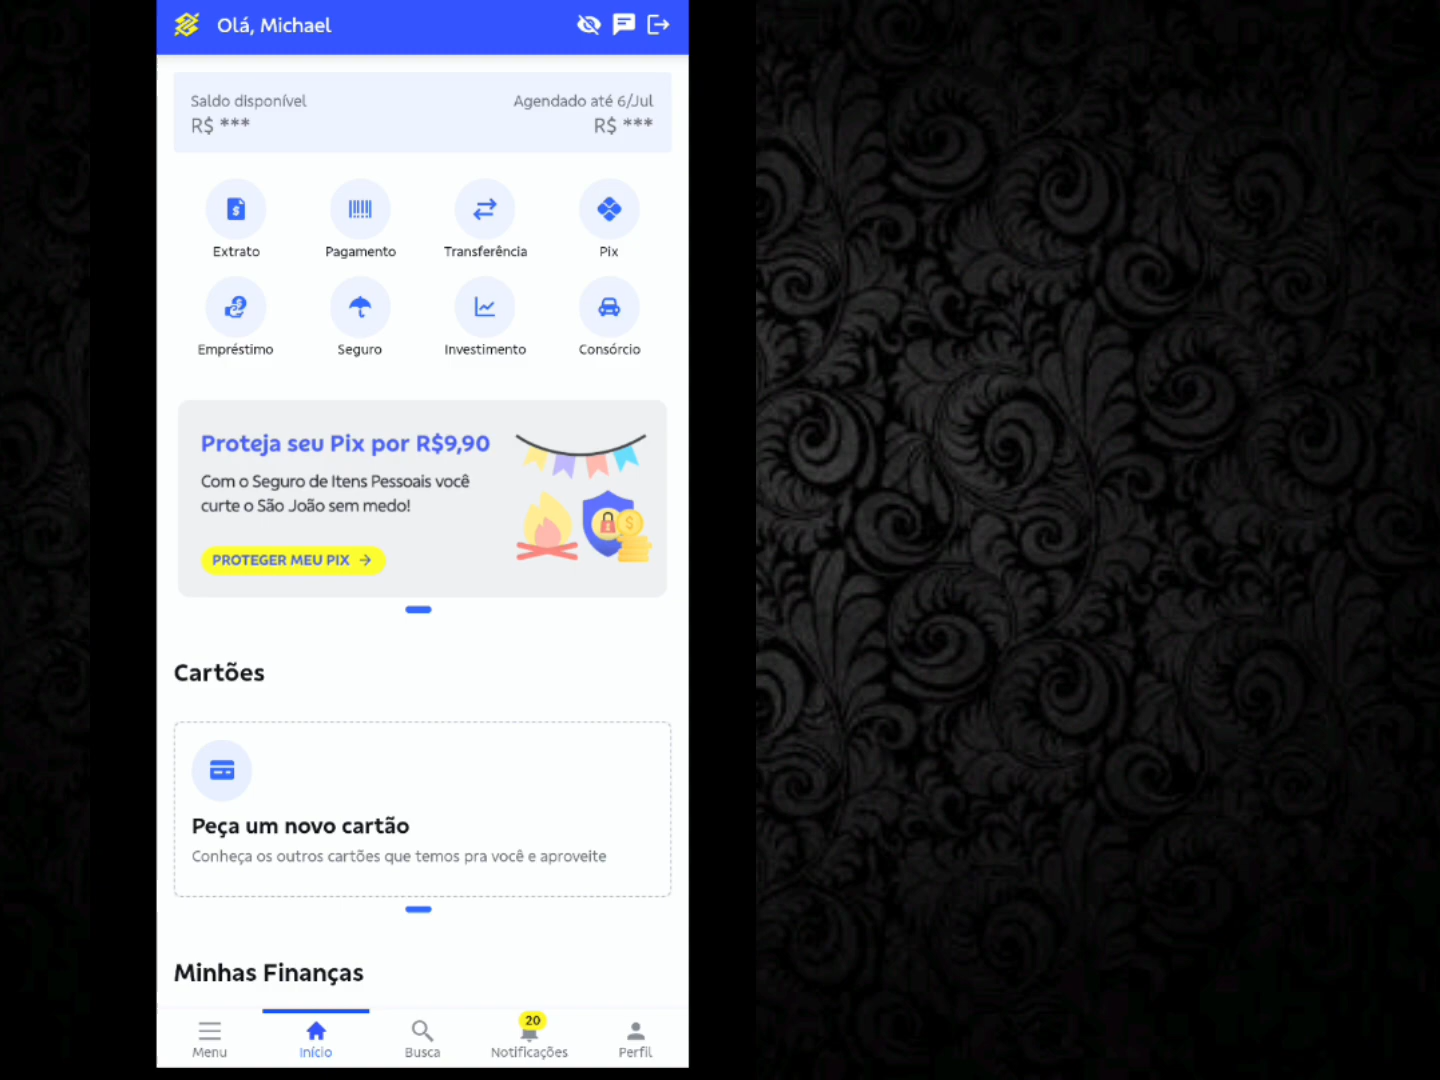 Olá, Michael
Saldo disponível
Agendado até 6/Jul
R$ ***
R$ ***
Extrato
Pagamento
Transferência
Pix
Empréstimo
Seguro
Investimento
Consórcio
Proteja seu Pix por R$9,90
Com o Seguro de Itens Pessoais você
curte o São João sem medo!
PROTEGER MEU PIX →
Cartões
Peça um novo cartão
Conheça os outros cartões que temos pra você e aproveite
Minhas Finanças
20
Menu
Início
Busca
Notificações
Perfil